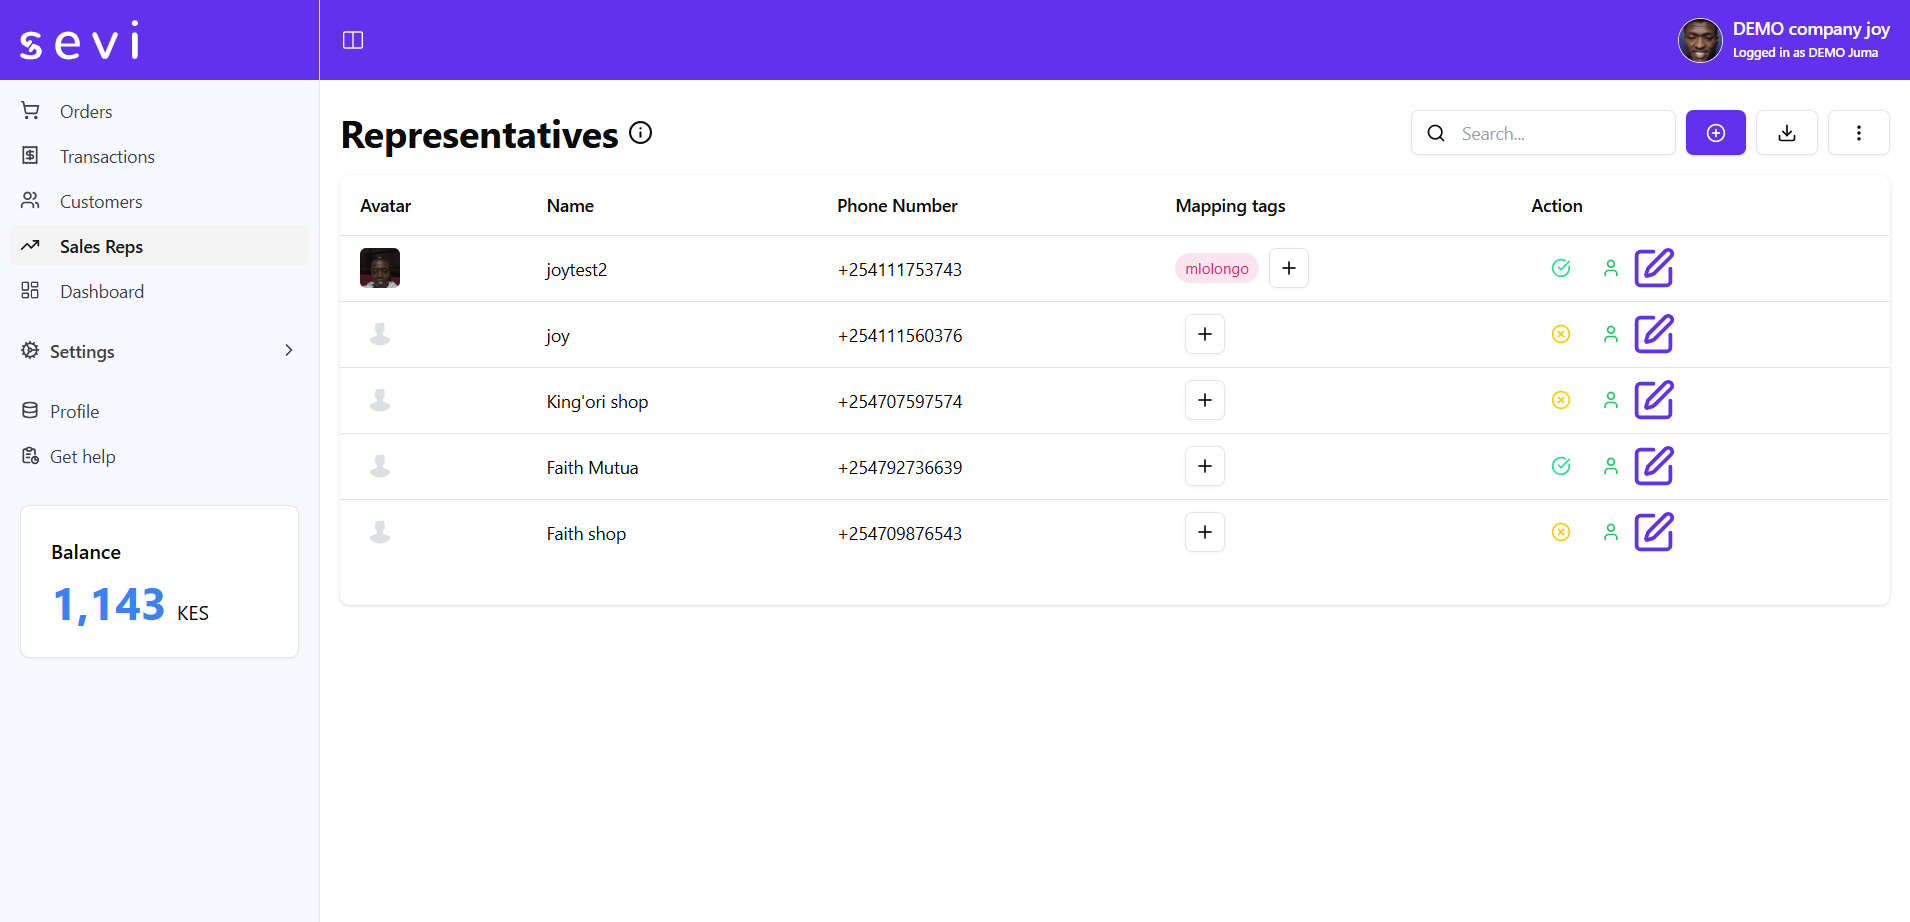 sevi
DEMO company joy
Logged in as DEMO Juma
Orders
Transactions
Customers
Sales Reps
Dashboard
Settings
Profile
Get help
Balance
1,143 KES
Representatives
Search...
Avatar Name Phone Number Mapping tags Action
joytest2 +254111753743 mlolongo
joy +254111560376
King'ori shop +254707597574
Faith Mutua +254792736639
Faith shop +254709876543